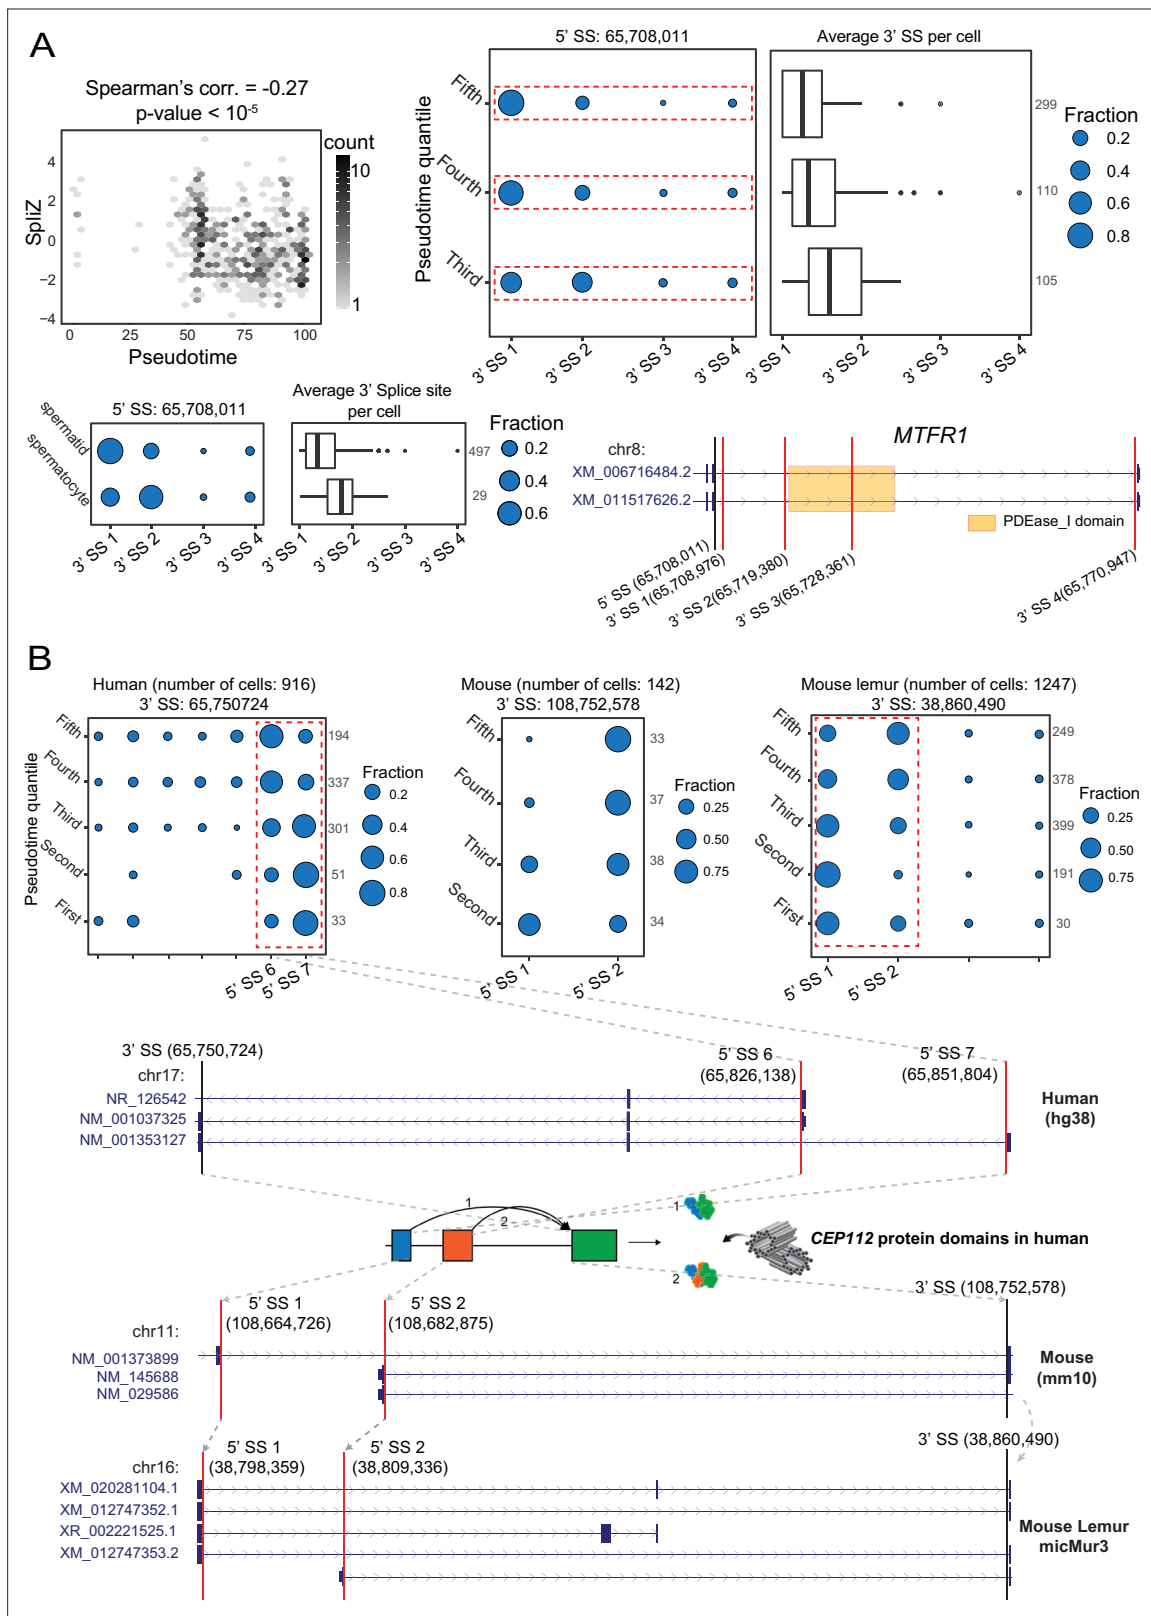 A
Spearman's corr. = -0.27
p-value < 10-5
SpliZ
4
2
0
−2
−4
0
25
50
75
100
Pseudotime
count
10
1
5' SS: 65,708,011
Pseudotime quantile
Fifth
Fourth
Third
3' SS 1
3' SS 2
3' SS 3
3' SS 4
Average 3' SS per cell
299
110
105
3' SS 1
3' SS 2
3' SS 3
3' SS 4
Fraction
0.2
0.4
0.6
0.8
5' SS: 65,708,011
spermatid
spermatocyte
3' SS 1
3' SS 2
3' SS 3
3' SS 4
Average 3' Splice site
per cell
497
29
3' SS 1
3' SS 2
3' SS 3
3' SS 4
Fraction
0.2
0.4
0.6
MTFR1
chr8:
XM_006716484.2
XM_011517626.2
PDEase_I domain
5' SS (65,708,011)
3' SS 1(65,708,976)
3' SS 2(65,719,380)
3' SS 3(65,728,361)
3' SS 4(65,770,947)
B
Human (number of cells: 916)
3' SS: 65,750724
Pseudotime quantile
Fifth
Fourth
Third
Second
First
194
337
301
51
33
5' SS 6
5' SS 7
Fraction
0.2
0.4
0.6
0.8
Mouse (number of cells: 142)
3' SS: 108,752,578
Fifth
Fourth
Third
Second
33
37
38
34
5' SS 1
5' SS 2
Fraction
0.25
0.50
0.75
Mouse lemur (number of cells: 1247)
3' SS: 38,860,490
Fifth
Fourth
Third
Second
First
249
378
399
191
30
5' SS 1
5' SS 2
Fraction
0.25
0.50
0.75
3' SS (65,750,724)
chr17:
NR_126542
NM_001037325
NM_001353127
5' SS 6
(65,826,138)
5' SS 7
(65,851,804)
Human
(hg38)
1
2
1
2
CEP112 protein domains in human
3' SS (108,752,578)
5' SS 1
(108,664,726)
5' SS 2
(108,682,875)
chr11:
NM_001373899
NM_145688
NM_029586
Mouse
(mm10)
3' SS (38,860,490)
5' SS 1
(38,798,359)
5' SS 2
(38,809,336)
chr16:
XM_020281104.1
XM_012747352.1
XR_002221525.1
XM_012747353.2
Mouse Lemur
micMur3